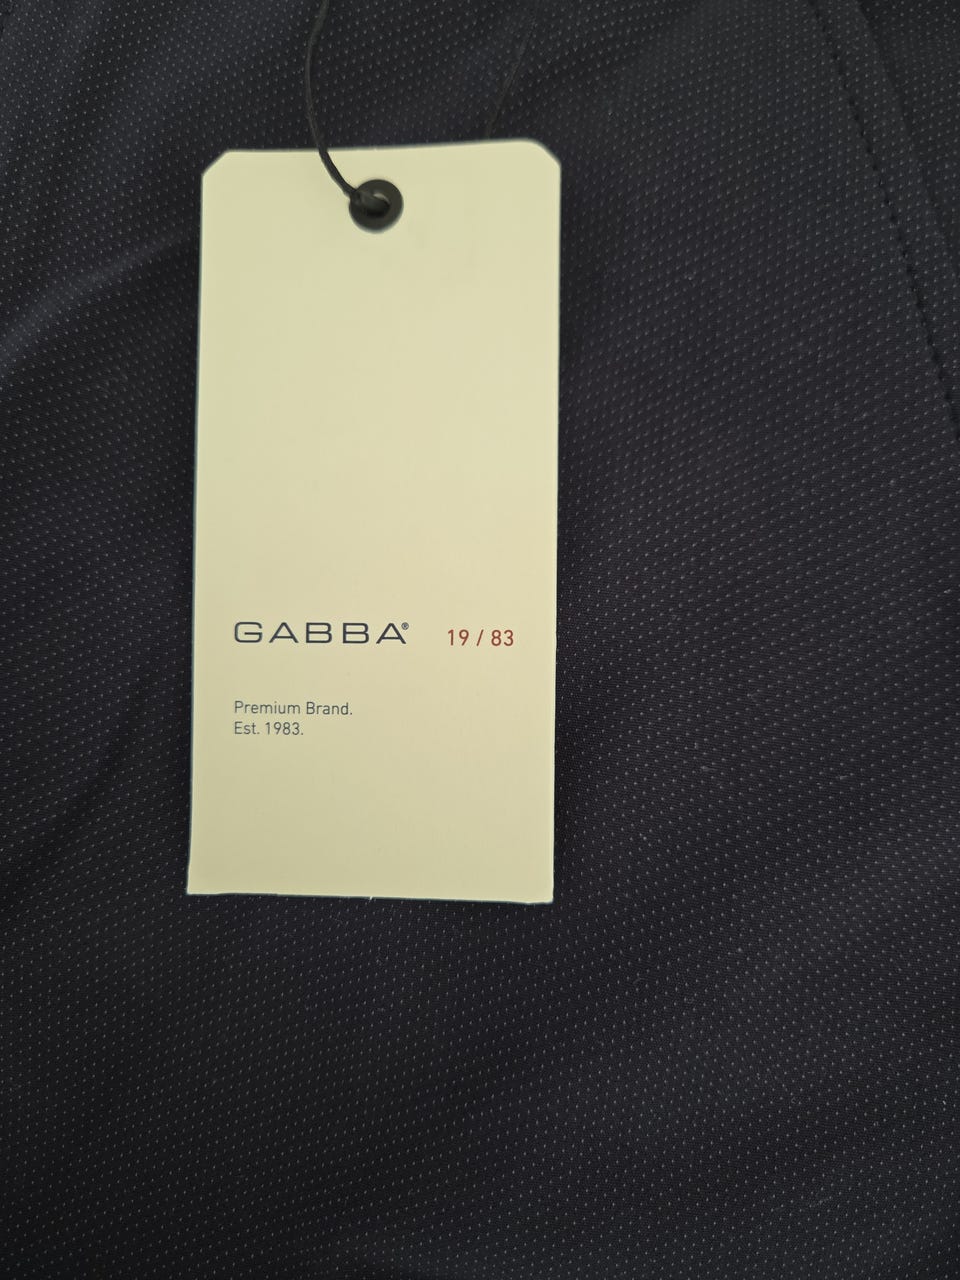 GABBA® 19 / 83
Premium Brand.
Est. 1983.